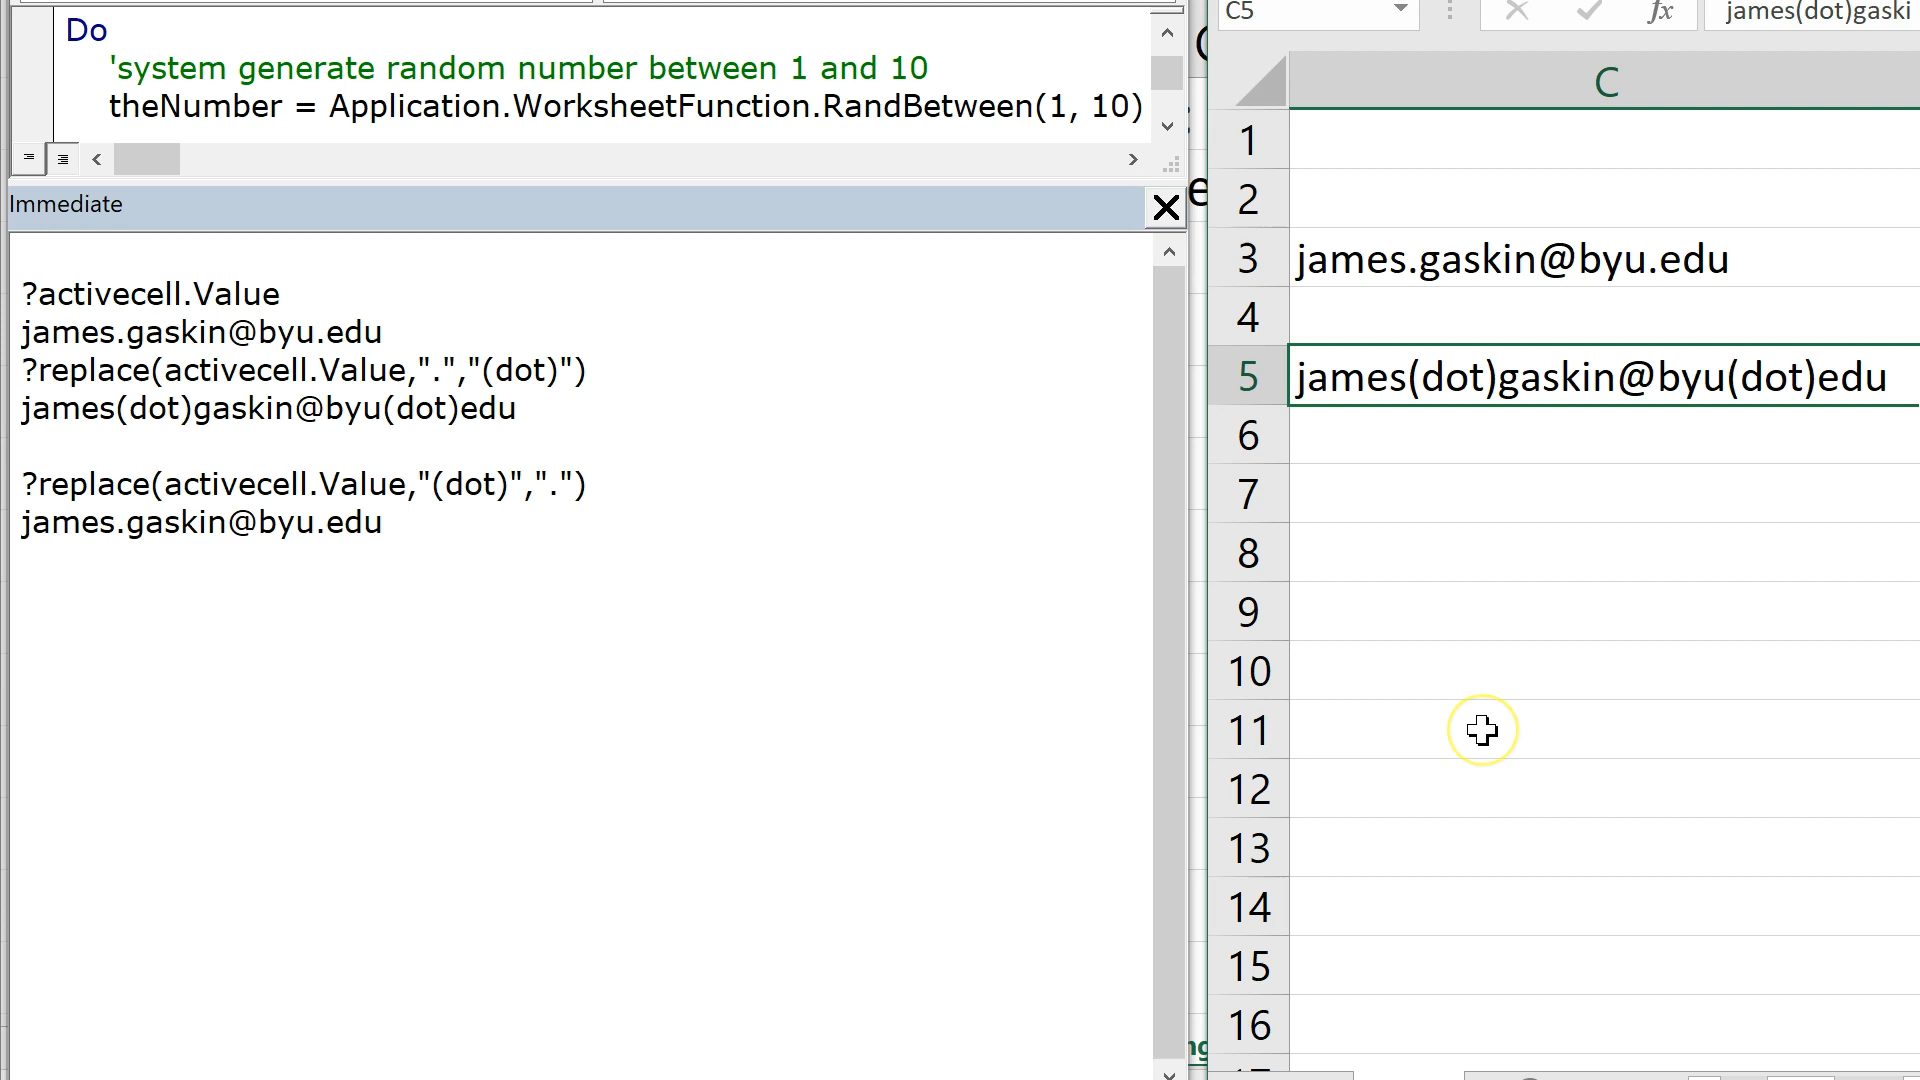 Do
'system generate random number between 1 and 10
theNumber = Application.WorksheetFunction.RandBetween(1, 10)
Immediate
?activecell.Value
james.gaskin@byu.edu
?replace(activecell.Value,".","(dot)")
james(dot)gaskin@byu(dot)edu
?replace(activecell.Value,"(dot)",".")
james.gaskin@byu.edu
C5
fx
james(dot)gaski
C
1
2
3 james.gaskin@byu.edu
4
5 james(dot)gaskin@byu(dot)edu
6
7
8
9
10
11
12
13
14
15
16